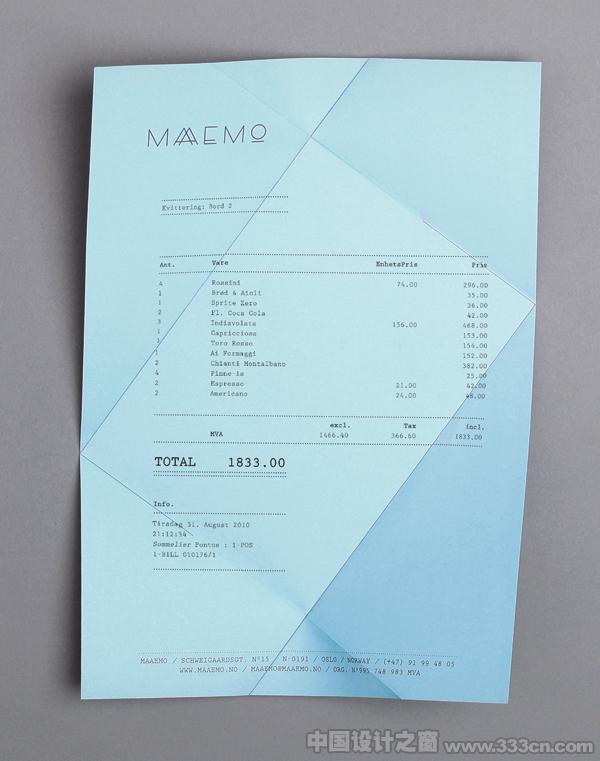 MAAEMO
Kvittering: Bord 2
Ant. Vare EnhetsPris Pris
4 Rossini 74.00 296.00
1 Brød & Aioli 35.00
1 Sprite Zero 36.00
2 Fl. Coca Cola 42.00
3 Indiavolata 156.00 468.00
1 Capricciosa 153.00
1 Toro Rosso 154.00
1 Ai Formaggi 152.00
2 Chianti Montalbano 382.00
4 Pinne-is 25.00
2 Espresso 21.00 42.00
2 Americano 24.00 48.00
excl. Tax incl.
MVA 1466.40 366.60 1833.00
TOTAL 1833.00
Info.
Tirsdag 31. August 2010
21:12:34
Sommelier Pontus : 1-POS
1-BILL 010176/1
MAAEMO / SCHWEIGAARDSGT. Nº15 / N-0191 / OSLO / NORWAY / (+47) 91 99 48 05
WWW.MAAEMO.NO / MAAEMO@MAAEMO.NO / ORG. Nº995 748 983 MVA
中国设计之窗 www.333cn.com